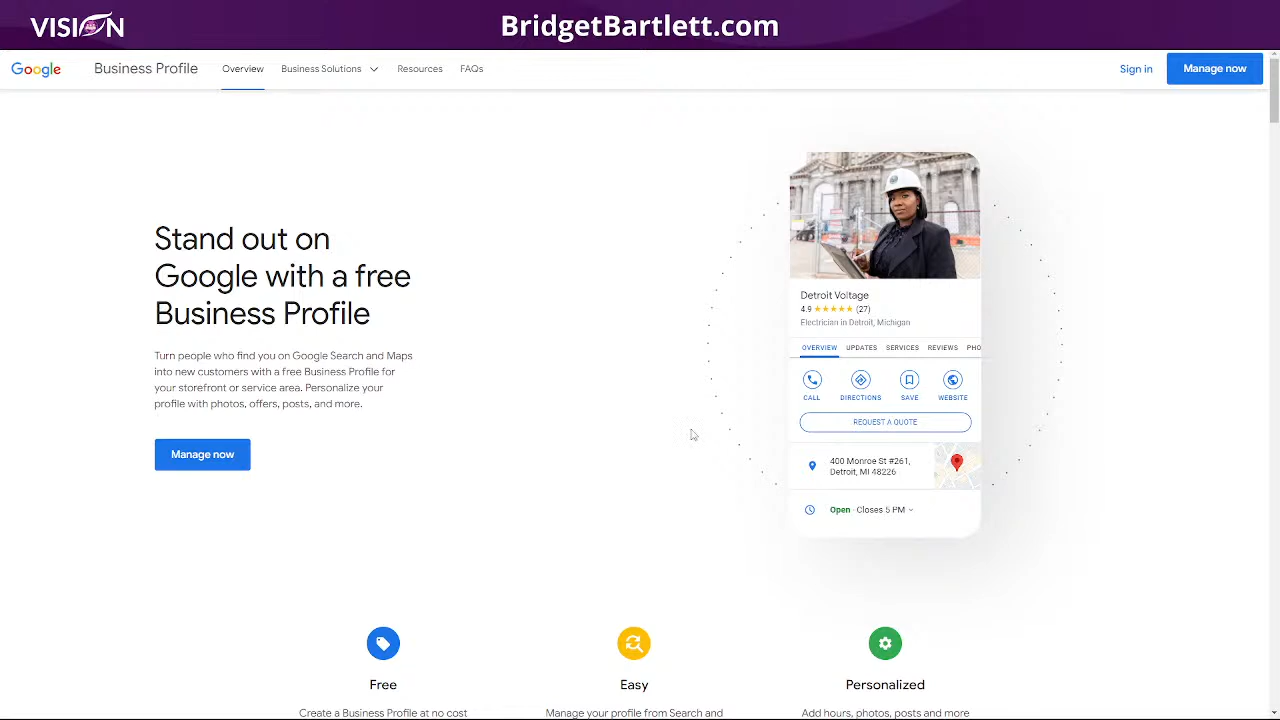 VISION
BridgetBartlett.com
Google Business Profile Overview Business Solutions Resources FAQs Sign in Manage now
Stand out on
Google with a free
Business Profile
Turn people who find you on Google Search and Maps
into new customers with a free Business Profile for
your storefront or service area. Personalize your
profile with photos, offers, posts, and more.
Manage now
Detroit Voltage
4.9 ★★★★★ (27)
Electrician in Detroit, Michigan
OVERVIEW UPDATES SERVICES REVIEWS PHO
CALL DIRECTIONS SAVE WEBSITE
REQUEST A QUOTE
400 Monroe St #261,
Detroit, MI 48226
Open · Closes 5 PM
Free Easy Personalized
Create a Business Profile at no cost Manage your profile from Search and Add hours, photos, posts and more